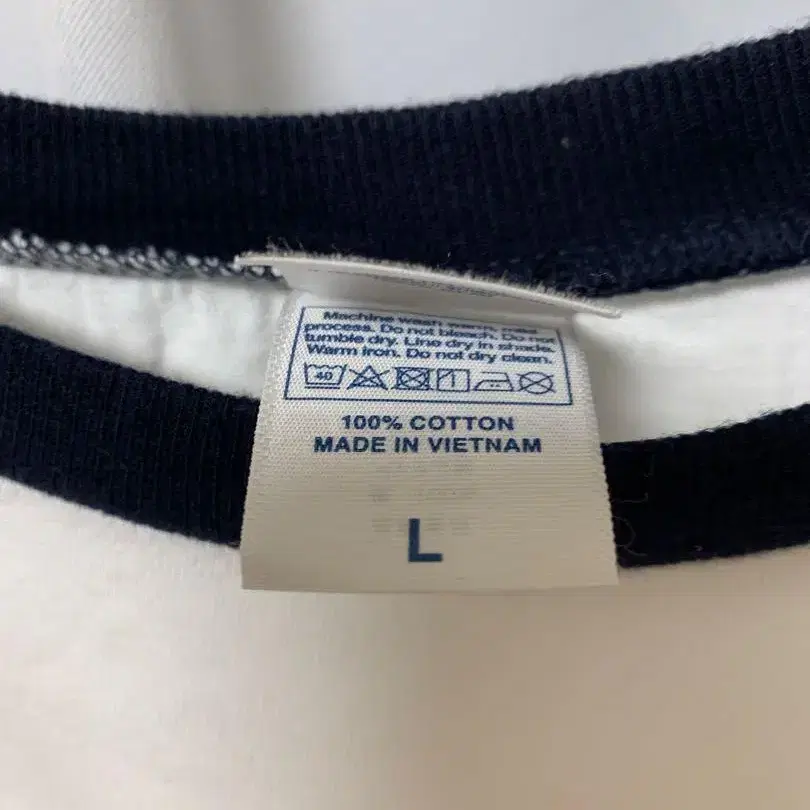 Machine wash warm, mild
process. Do not bleach. Do not
tumble dry. Line dry in shade.
Warm iron. Do not dry clean.
40
100% COTTON
MADE IN VIETNAM
L